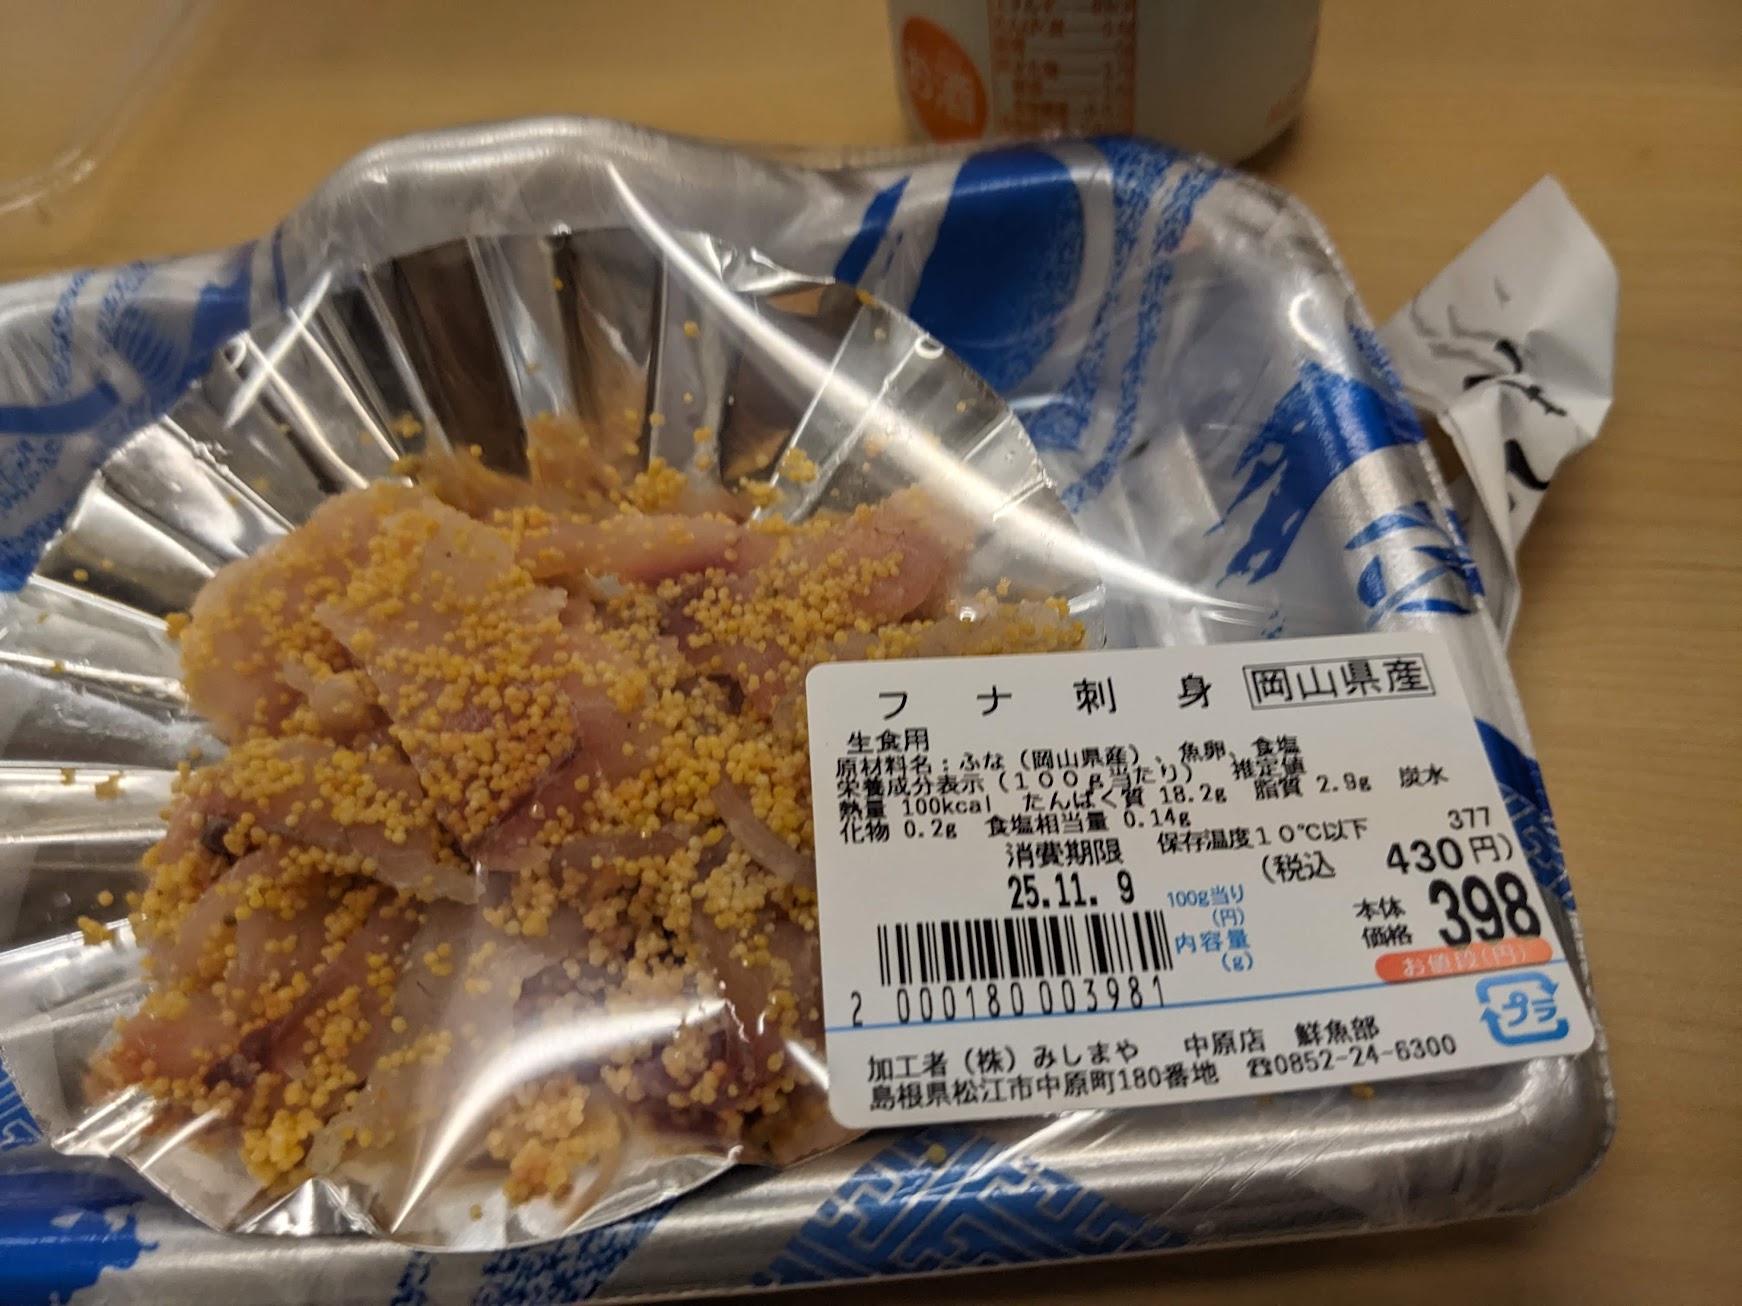 お酒
フナ刺身 岡山県産
生食用
原材料名：ふな（岡山県産）、魚卵、食塩
栄養成分表示（１００ｇ当たり） 推定値
熱量 100kcal たんぱく質 18.2g 脂質 2.9g 炭水
化物 0.2g 食塩相当量 0.14g
377
消費期限 保存温度１０℃以下
(税込 430円)
25.11. 9
100g当り
(円)
本体
価格 398
内容量
(g)
お値段(円)
2 000180 003981
プラ
加工者（株）みしまや 中原店 鮮魚部
島根県松江市中原町180番地 ☎0852-24-6300